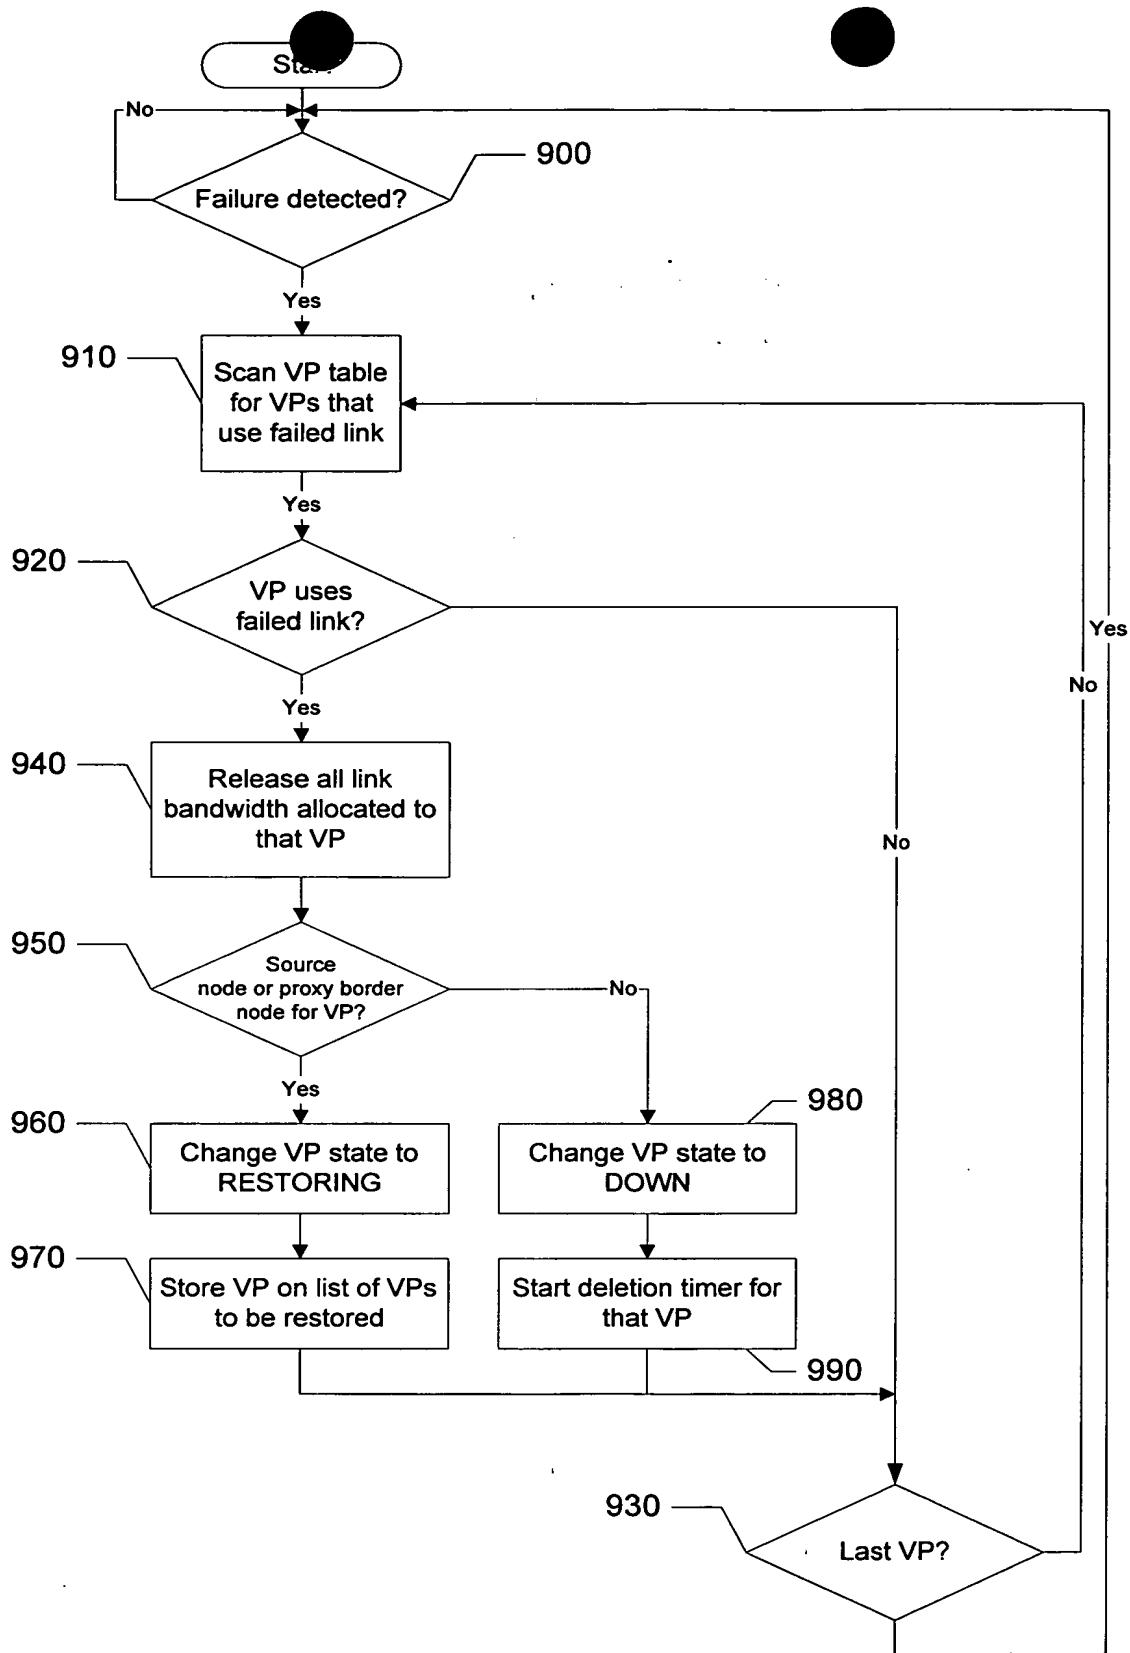 No
900
Failure detected?
Yes
910
Scan VP table
for VPs that
use failed link
Yes
920
VP uses
failed link?
Yes
No
Yes
940
Release all link
bandwidth allocated to
that VP
No
950
Source
node or proxy border
node for VP?
No
Yes
960
Change VP state to
RESTORING
980
Change VP state to
DOWN
970
Store VP on list of VPs
to be restored
Start deletion timer for
that VP
990
930
Last VP?